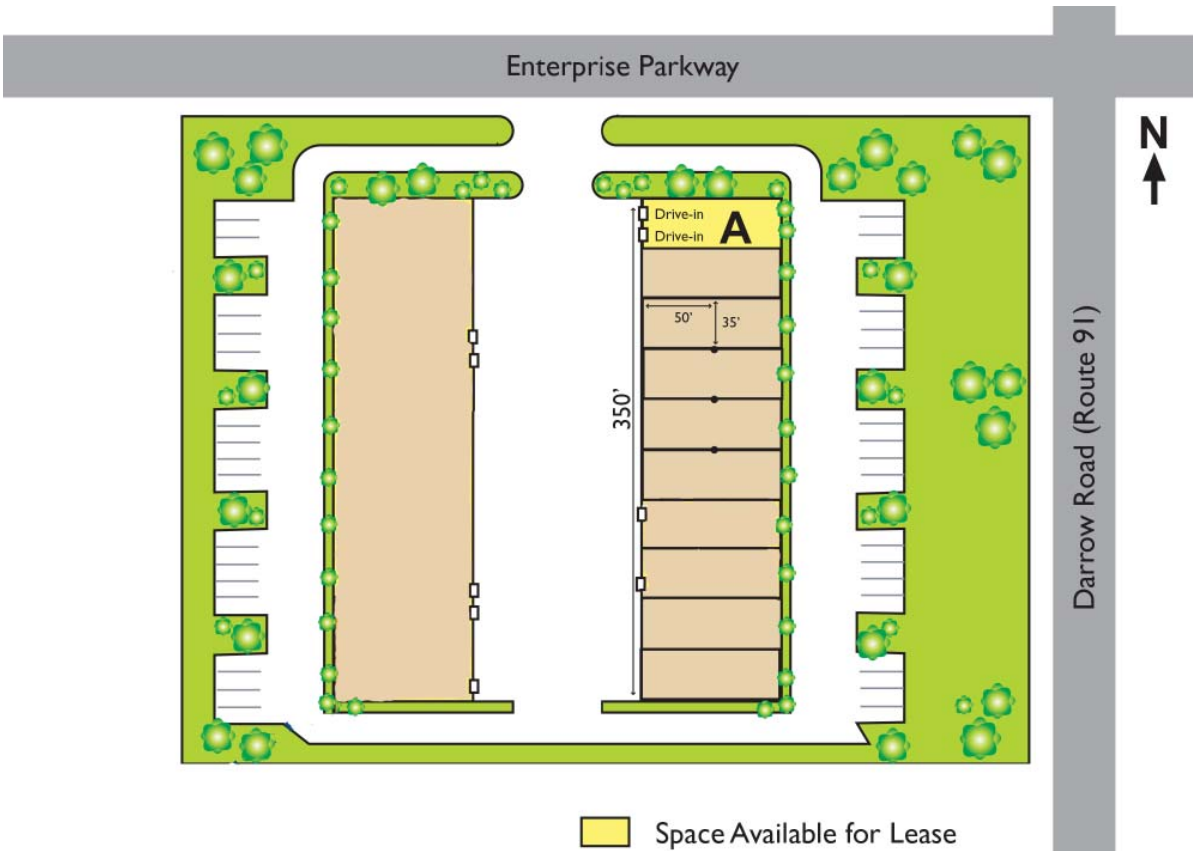 Enterprise Parkway
N
Drive-in
Drive-in
A
50'
35'
350'
Darrow Road (Route 91)
Space Available for Lease